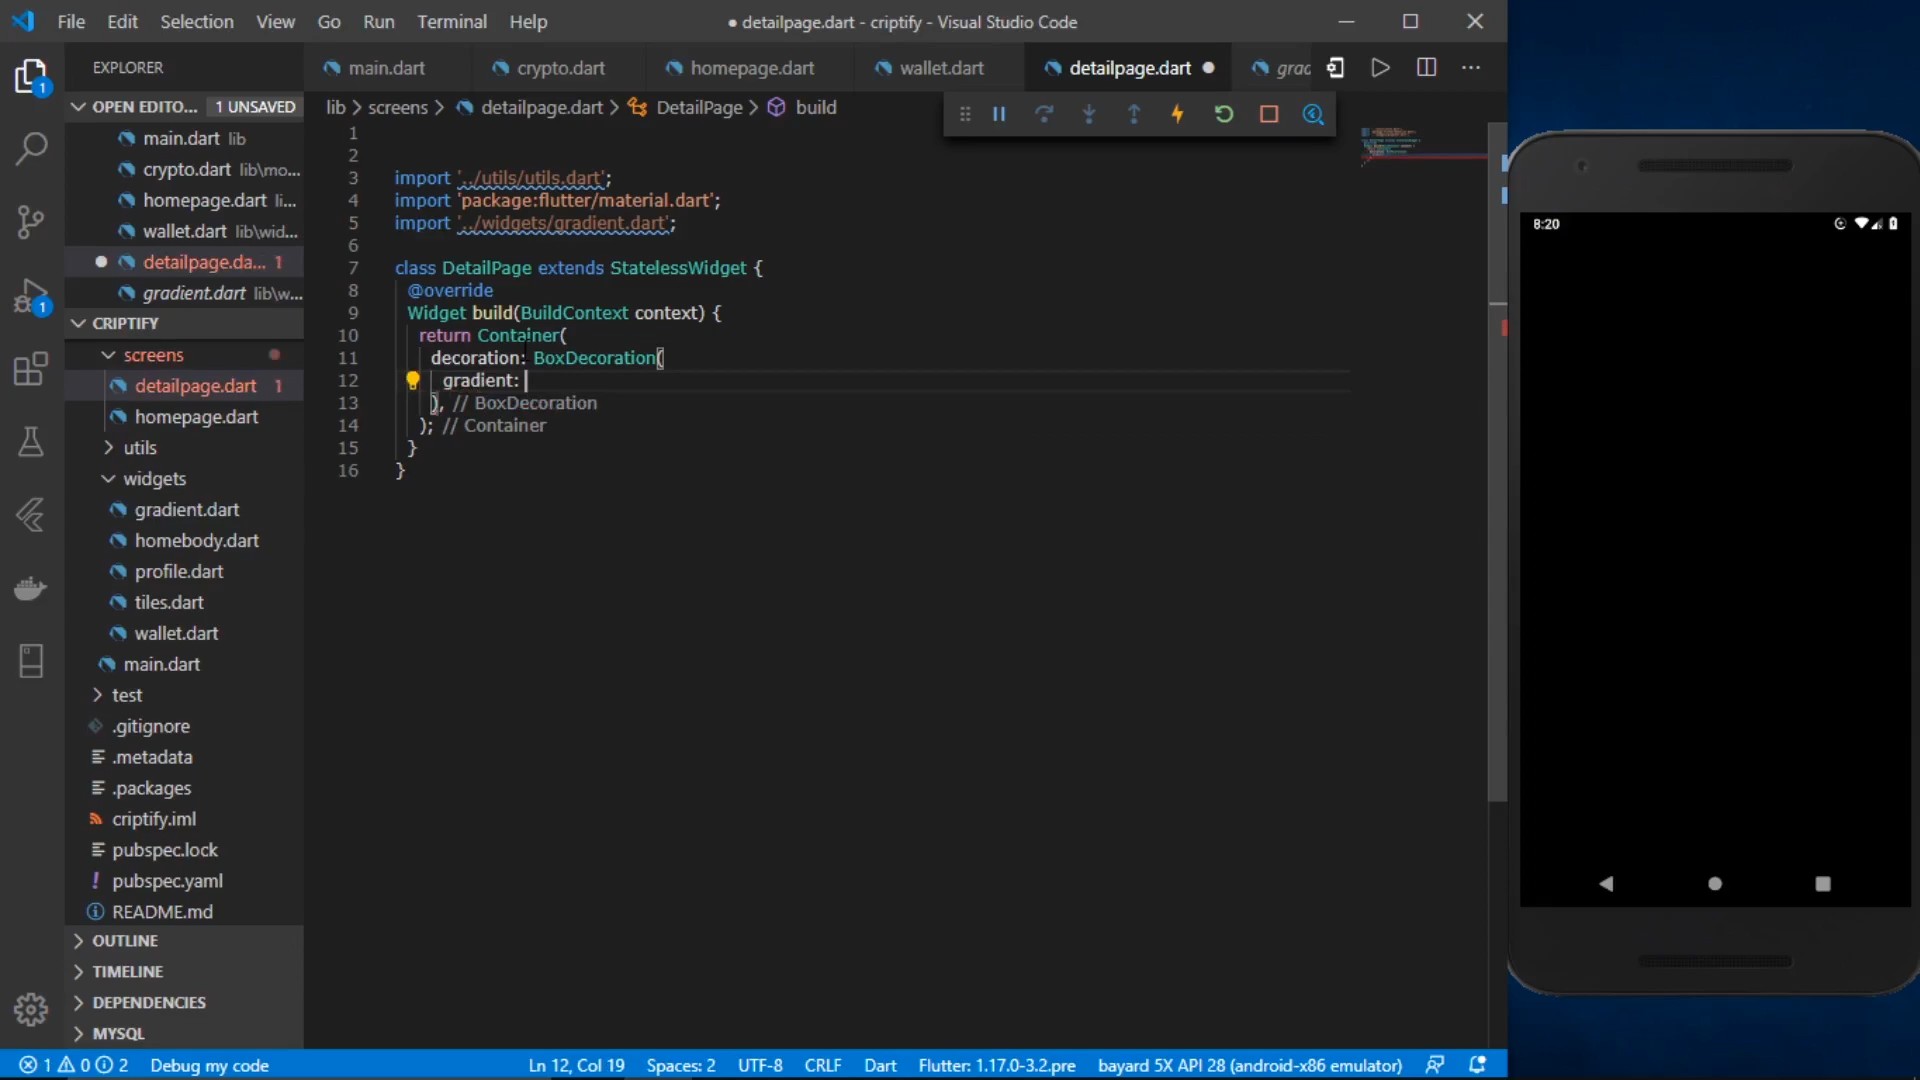 File Edit Selection View Go Run Terminal Help
● detailpage.dart - criptify - Visual Studio Code
EXPLORER
OPEN EDITO... 1 UNSAVED
main.dart lib
crypto.dart lib\mo...
homepage.dart li...
wallet.dart lib\wid...
detailpage.da... 1
gradient.dart lib\w...
CRIPTIFY
screens
detailpage.dart 1
homepage.dart
utils
widgets
gradient.dart
homebody.dart
profile.dart
tiles.dart
wallet.dart
main.dart
test
.gitignore
.metadata
.packages
criptify.iml
pubspec.lock
pubspec.yaml
README.md
OUTLINE
TIMELINE
DEPENDENCIES
MYSQL
1
1
main.dart crypto.dart homepage.dart wallet.dart detailpage.dart ● grad
lib > screens > detailpage.dart > DetailPage > build
1
2
3 import '../utils/utils.dart';
4 import 'package:flutter/material.dart';
5 import '../widgets/gradient.dart';
6
7 class DetailPage extends StatelessWidget {
8 @override
9 Widget build(BuildContext context) {
10 return Container(
11 decoration: BoxDecoration(
12 gradient:
13 ), // BoxDecoration
14 ); // Container
15 }
16 }
8:20
1 0 2 Debug my code Ln 12, Col 19 Spaces: 2 UTF-8 CRLF Dart Flutter: 1.17.0-3.2.pre bayard 5X API 28 (android-x86 emulator)